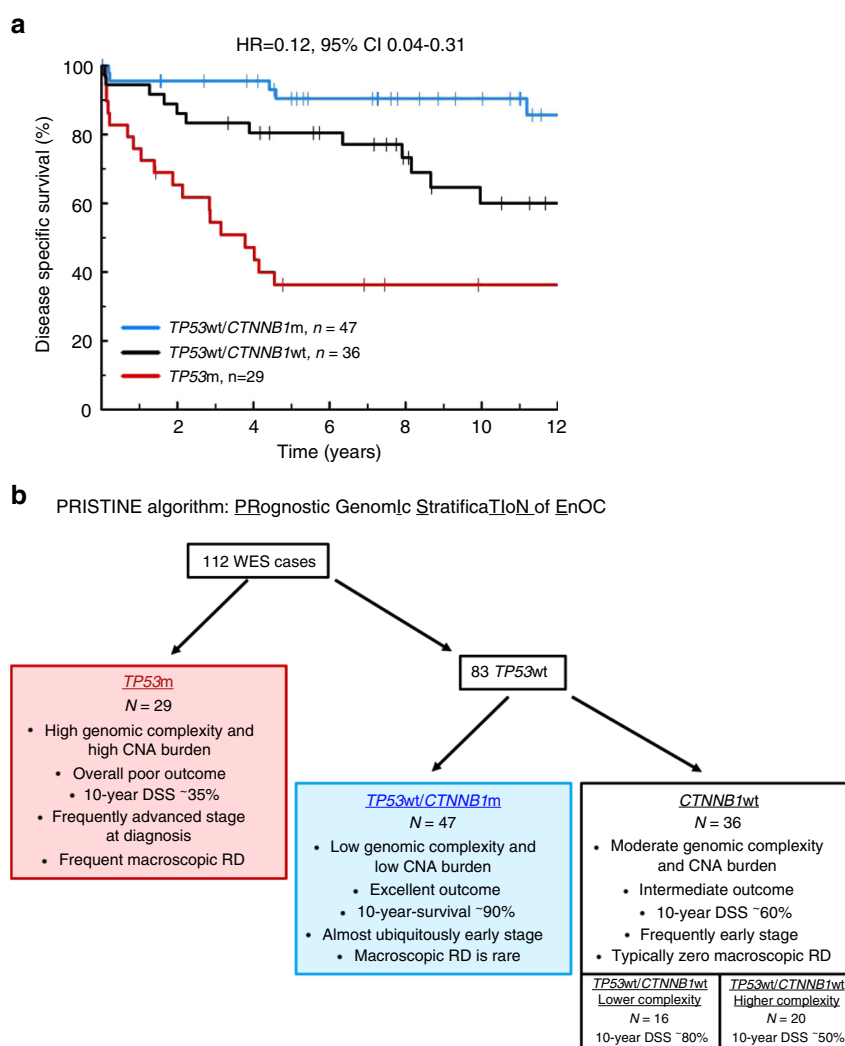 a
HR=0.12, 95% CI 0.04-0.31
100
80
60
40
20
0
Disease specific survival (%)
TP53wt/CTNNB1m, n = 47
TP53wt/CTNNB1wt, n = 36
TP53m, n=29
2 4 6 8 10 12
Time (years)
b
PRISTINE algorithm: PRognostic GenomIc StratificaTIoN of EnOC
112 WES cases
83 TP53wt
TP53m
N = 29
• High genomic complexity and
high CNA burden
• Overall poor outcome
• 10-year DSS ~35%
• Frequently advanced stage
at diagnosis
• Frequent macroscopic RD
TP53wt/CTNNB1m
N = 47
• Low genomic complexity and
low CNA burden
• Excellent outcome
• 10-year-survival ~90%
• Almost ubiquitously early stage
• Macroscopic RD is rare
CTNNB1wt
N = 36
• Moderate genomic complexity
and CNA burden
• Intermediate outcome
• 10-year DSS ~60%
• Frequently early stage
• Typically zero macroscopic RD
TP53wt/CTNNB1wt
Lower complexity
N = 16
10-year DSS ~80%
TP53wt/CTNNB1wt
Higher complexity
N = 20
10-year DSS ~50%